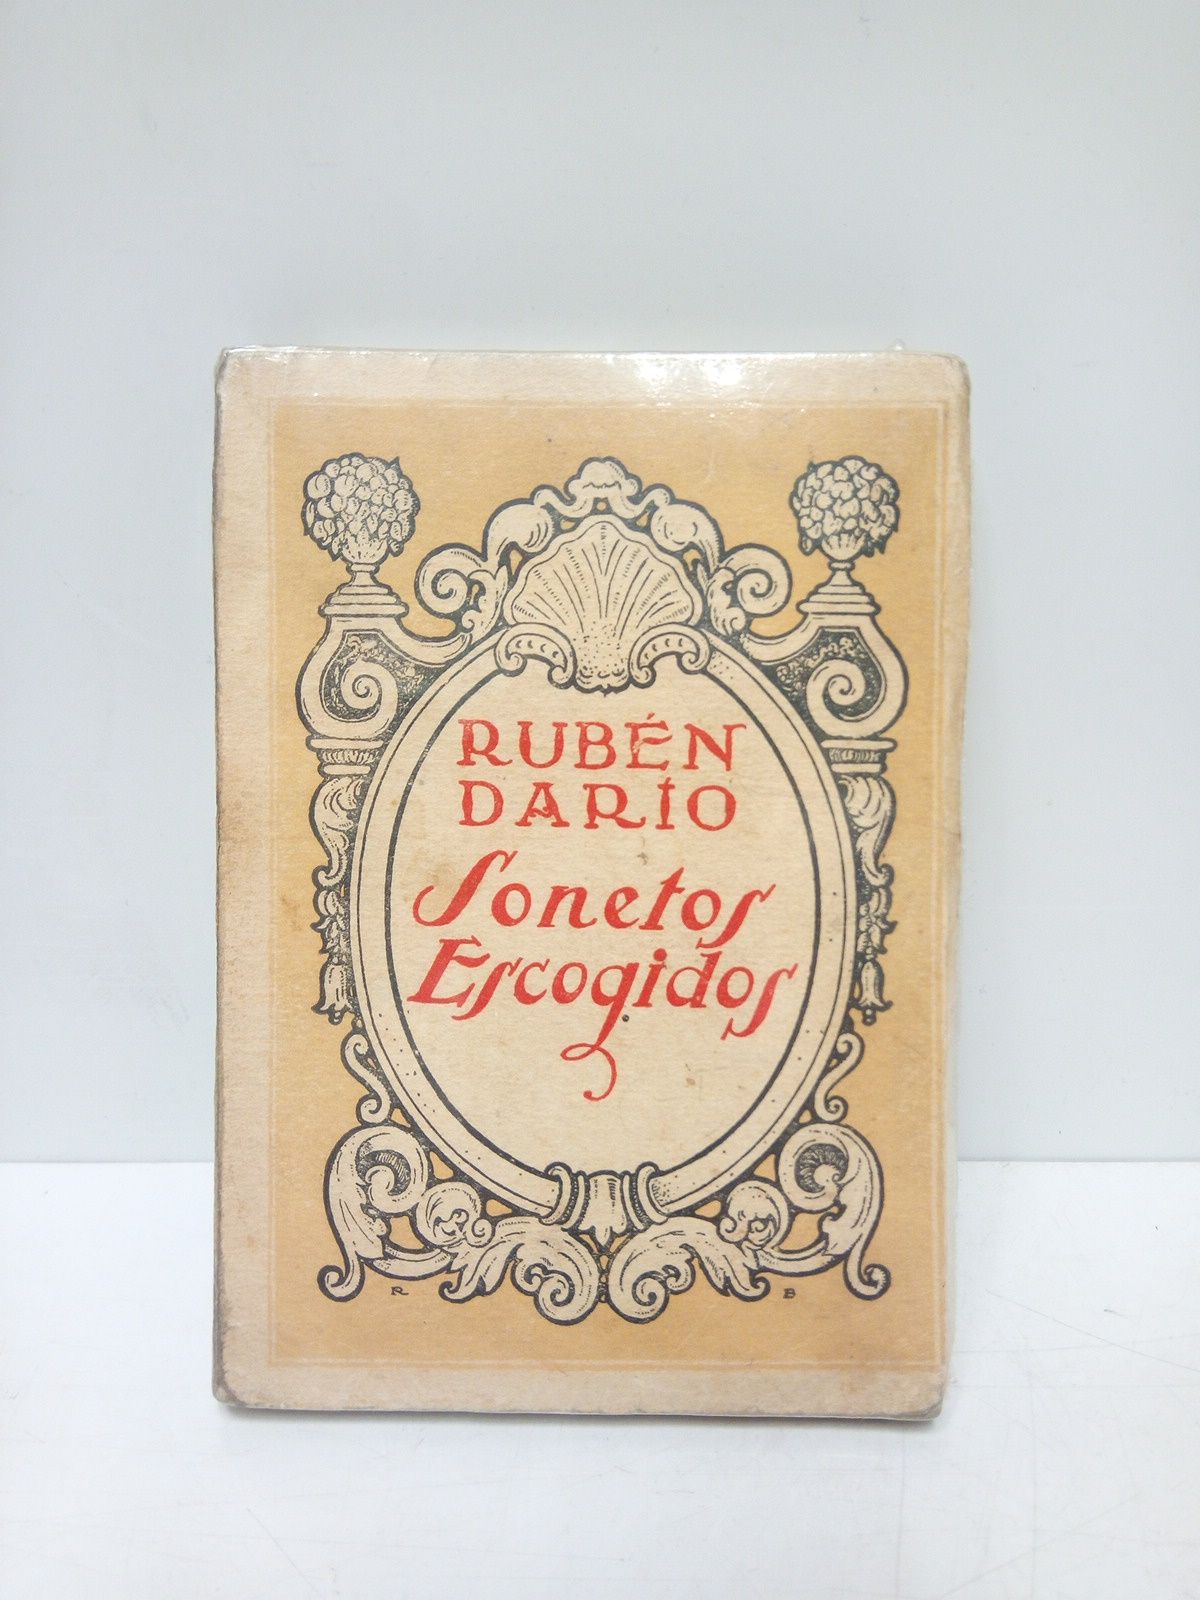 RUBÉN
DARÍO
Sonetos
Escogidos
R B